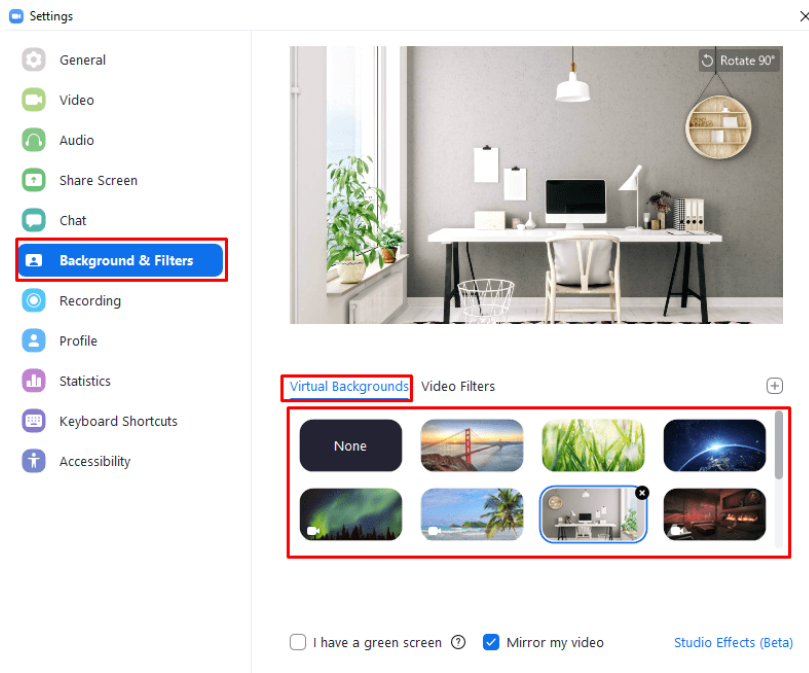 Settings
General
Video
Audio
Share Screen
Chat
Background & Filters
Recording
Profile
Statistics
Keyboard Shortcuts
Accessibility
Rotate 90°
Virtual Backgrounds
Video Filters
None
I have a green screen
Mirror my video
Studio Effects (Beta)